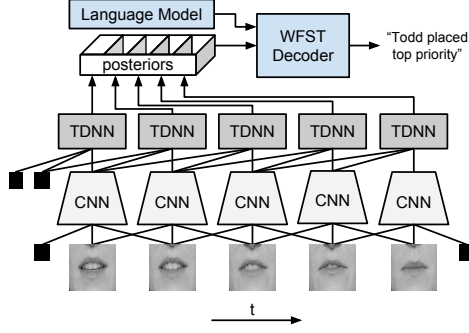 Language Model
WFST
Decoder
“Todd placed
top priority”
posteriors
TDNN TDNN TDNN TDNN TDNN
CNN CNN CNN CNN CNN
t